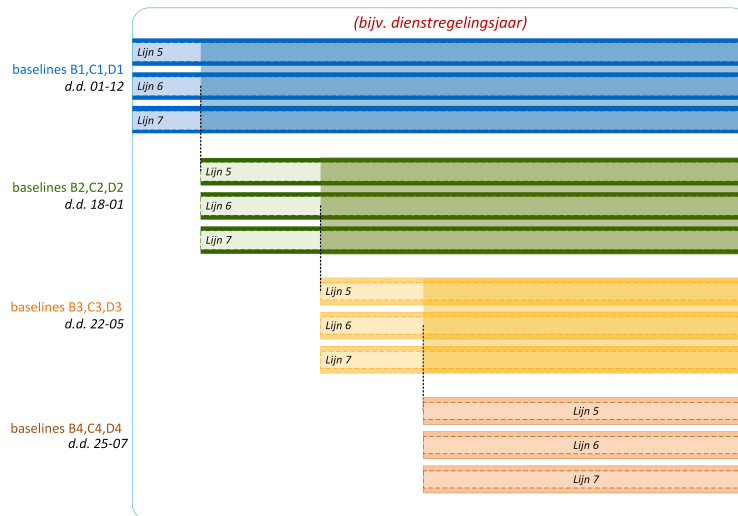 (bijv. dienstregelingsjaar)
Lijn 5
baselines B1,C1,D1
d.d. 01-12
Lijn 6
Lijn 7
Lijn 5
baselines B2,C2,D2
d.d. 18-01
Lijn 6
Lijn 7
Lijn 5
baselines B3,C3,D3
d.d. 22-05
Lijn 6
Lijn 7
Lijn 5
baselines B4,C4,D4
d.d. 25-07
Lijn 6
Lijn 7